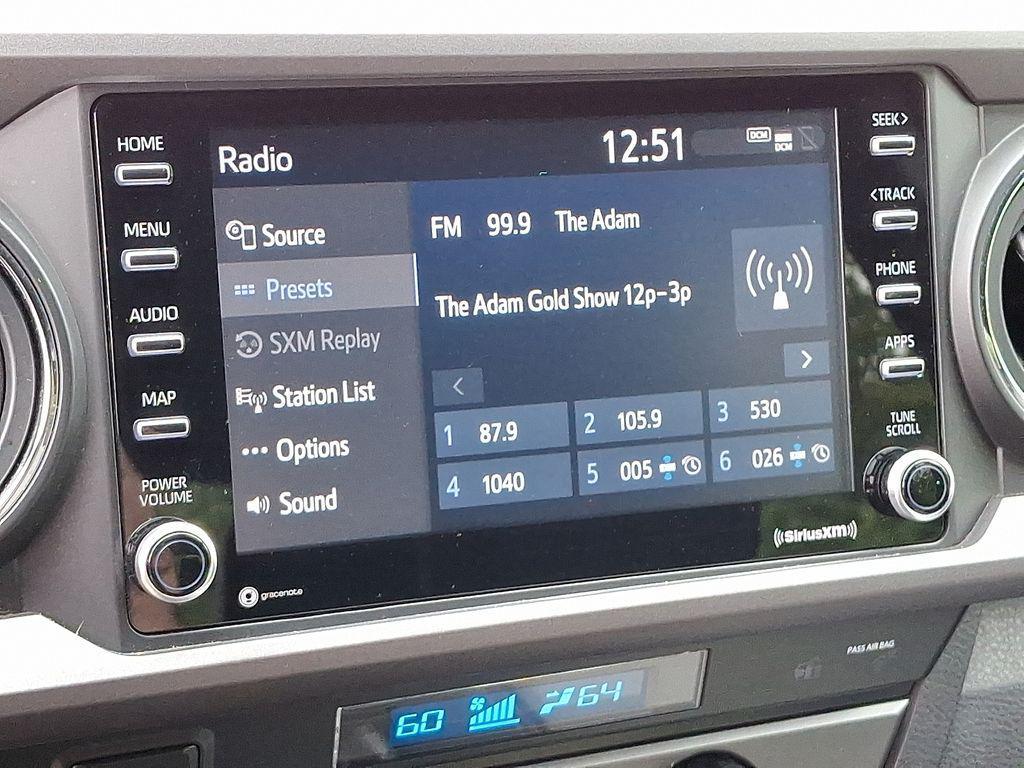 HOME
MENU
AUDIO
MAP
POWER
VOLUME
Radio
12:51
DCM
DCM
Source
Presets
SXM Replay
Station List
Options
Sound
FM 99.9 The Adam
The Adam Gold Show 12p-3p
1 87.9
2 105.9
3 530
4 1040
5 005
6 026
SEEK>
<TRACK
PHONE
APPS
TUNE
SCROLL
gracenote
((SiriusXM))
PASS AIR BAG
60
64